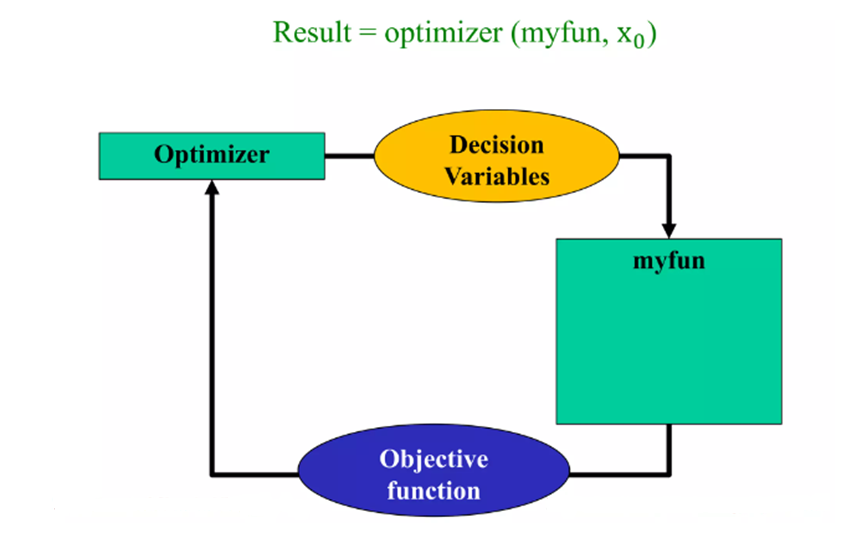 Result = optimizer (myfun, x₀)
Optimizer
Decision
Variables
myfun
Objective
function